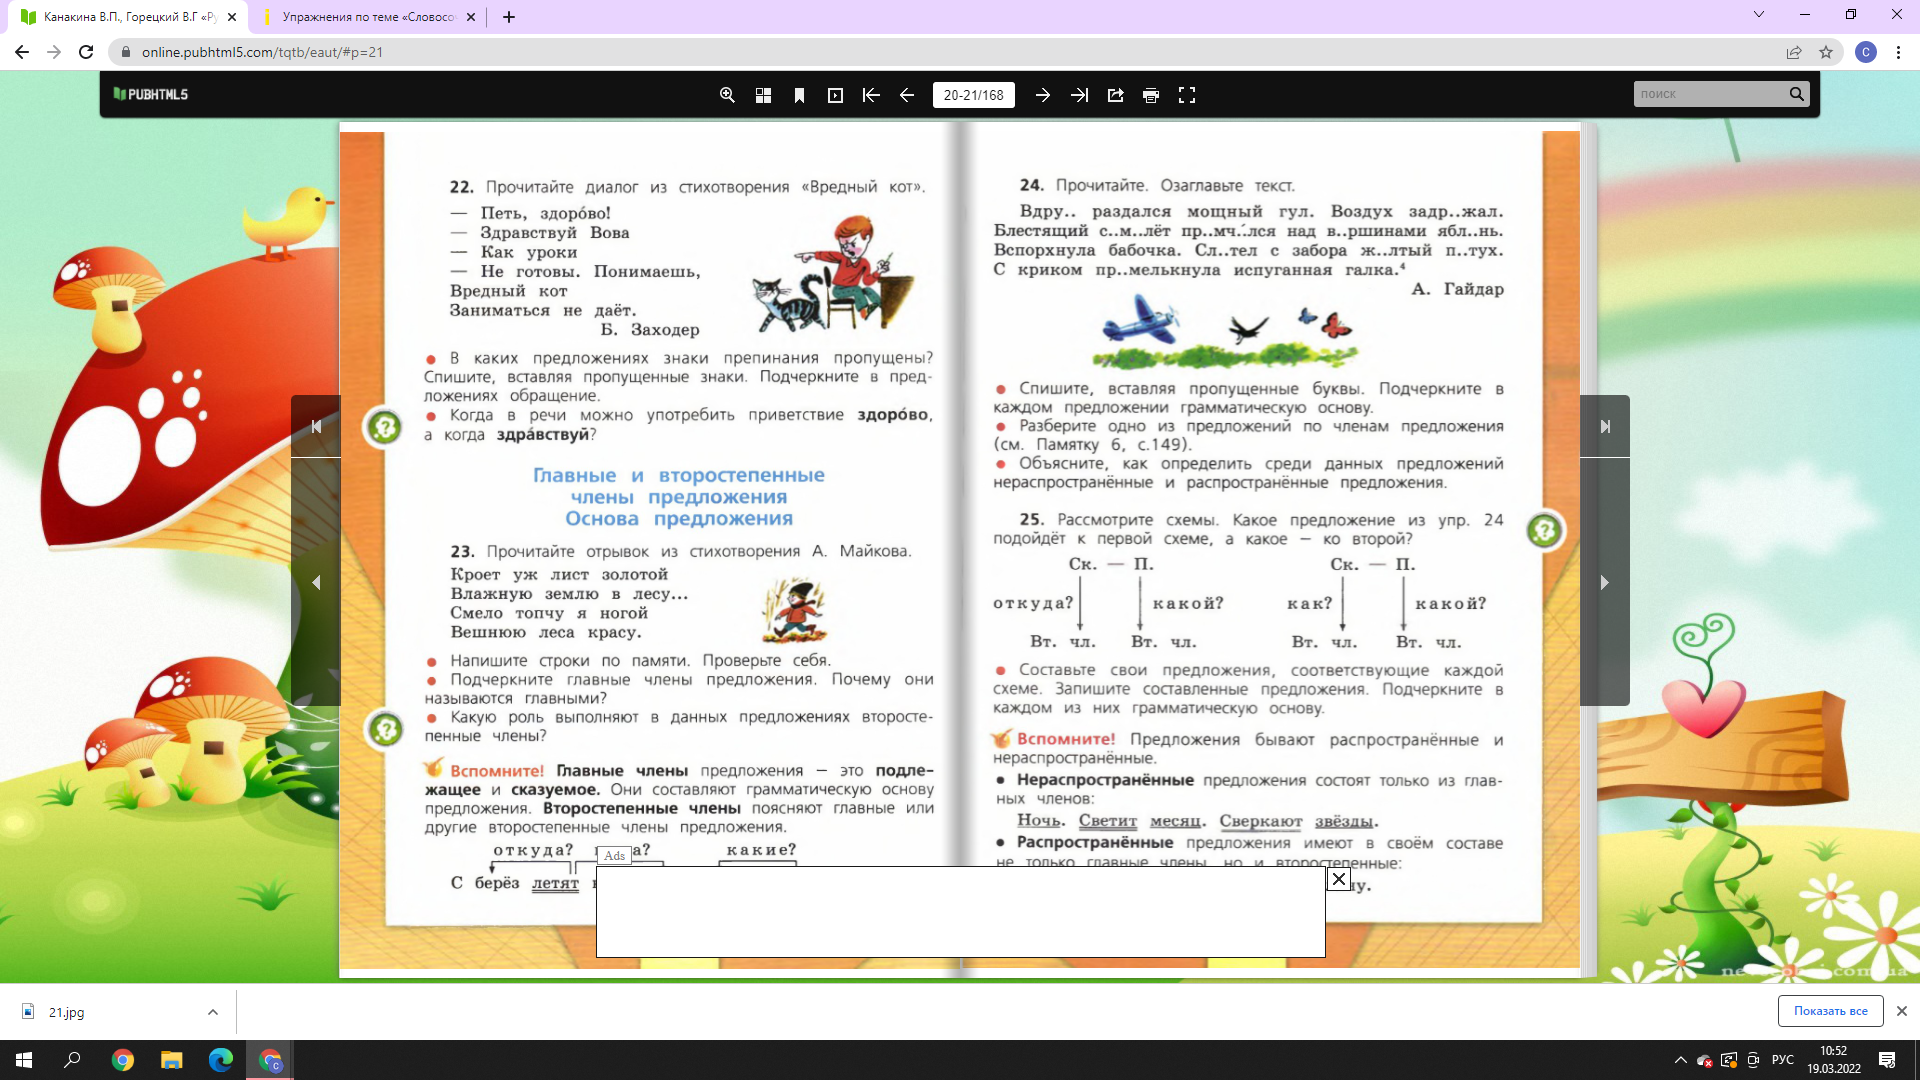 Канакина В.П., Горецкий В.Г «Ру
Упражнения по теме «Словосо
online.pubhtml5.com/tqtb/eaut/#p=21
C
PUBHTML5
20-21/168
поиск
22. Прочитайте диалог из стихотворения «Вредный кот».
— Петь, здоро́во!
— Здравствуй Вова
— Как уроки
— Не готовы. Понимаешь,
Вредный кот
Заниматься не даёт.
Б. Заходер
● В каких предложениях знаки препинания пропущены?
Спишите, вставляя пропущенные знаки. Подчеркните в пред-
ложениях обращение.
● Когда в речи можно употребить приветствие здоро́во,
а когда здра́вствуй?
Главные и второстепенные
члены предложения
Основа предложения
23. Прочитайте отрывок из стихотворения А. Майкова.
Кроет уж лист золотой
Влажную землю в лесу...
Смело топчу я ногой
Вешнюю леса красу.
● Напишите строки по памяти. Проверьте себя.
● Подчеркните главные члены предложения. Почему они
называются главными?
● Какую роль выполняют в данных предложениях второсте-
пенные члены?
Вспомните! Главные члены предложения – это подле-
жащее и сказуемое. Они составляют грамматическую основу
предложения. Второстепенные члены поясняют главные или
другие второстепенные члены предложения.
откуда? какие?
С берёз летят
24. Прочитайте. Озаглавьте текст.
Вдру.. раздался мощный гул. Воздух задр..жал.
Блестящий с..м..лёт пр..мч..лся над в..ршинами ябл..нь.
Вспорхнула бабочка. Сл..тел с забора ж..лтый п..тух.
С криком пр..мелькнула испуганная галка.⁴
А. Гайдар
● Спишите, вставляя пропущенные буквы. Подчеркните в
каждом предложении грамматическую основу.
● Разберите одно из предложений по членам предложения
(см. Памятку 6, с.149).
● Объясните, как определить среди данных предложений
нераспространённые и распространённые предложения.
25. Рассмотрите схемы. Какое предложение из упр. 24
подойдёт к первой схеме, а какое – ко второй?
Ск. — П. Ск. — П.
откуда? какой? как? какой?
Вт. чл. Вт. чл. Вт. чл. Вт. чл.
● Составьте свои предложения, соответствующие каждой
схеме. Запишите составленные предложения. Подчеркните в
каждом из них грамматическую основу.
Вспомните! Предложения бывают распространённые и
нераспространённые.
● Нераспространённые предложения состоят только из глав-
ных членов:
Ночь. Светит месяц. Сверкают звёзды.
● Распространённые предложения имеют в своём составе
не только главные члены, но и второстепенные:
Ads
21.jpg
Показать все
РУС
10:52
19.03.2022